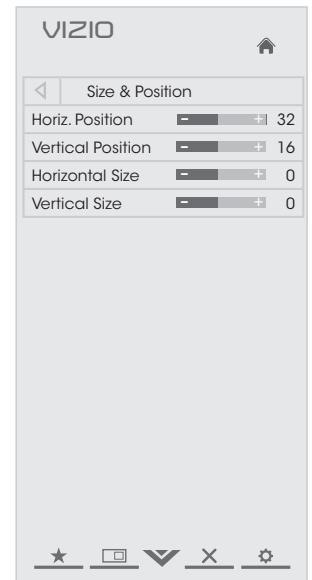 VIZIO
Size & Position
Horiz. Position - + 32
Vertical Position - + 16
Horizontal Size - + 0
Vertical Size - + 0